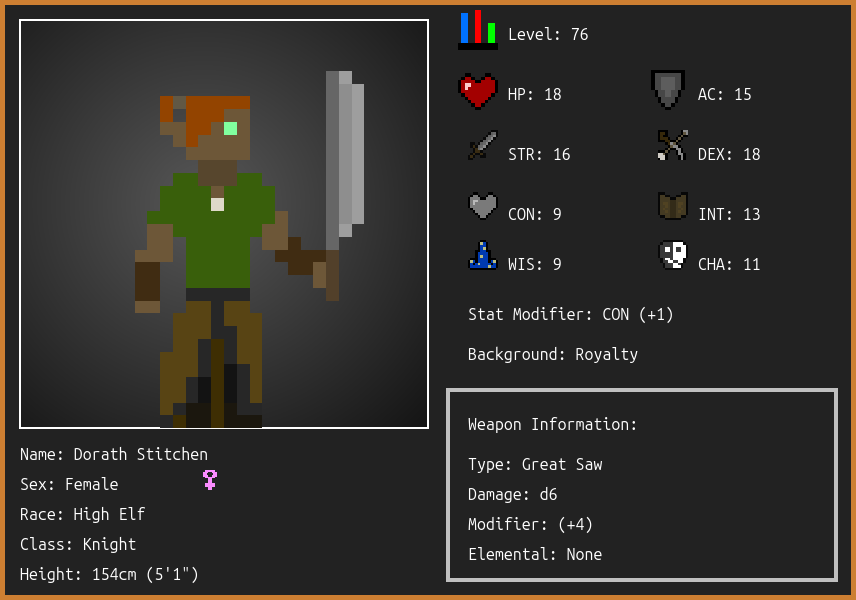 Level: 76
HP: 18
AC: 15
STR: 16
DEX: 18
CON: 9
INT: 13
WIS: 9
CHA: 11
Stat Modifier: CON (+1)
Background: Royalty
Weapon Information:
Type: Great Saw
Damage: d6
Modifier: (+4)
Elemental: None
Name: Dorath Stitchen
Sex: Female
Race: High Elf
Class: Knight
Height: 154cm (5'1")